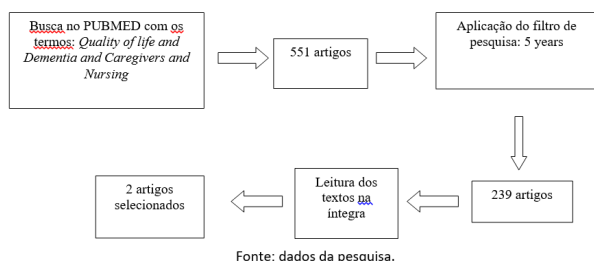 Busca no PUBMED com os
termos: Quality of life and
Dementia and Caregivers and
Nursing
551 artigos
Aplicação do filtro de
pesquisa: 5 years
239 artigos
Leitura dos
textos na
íntegra
2 artigos
selecionados
Fonte: dados da pesquisa.